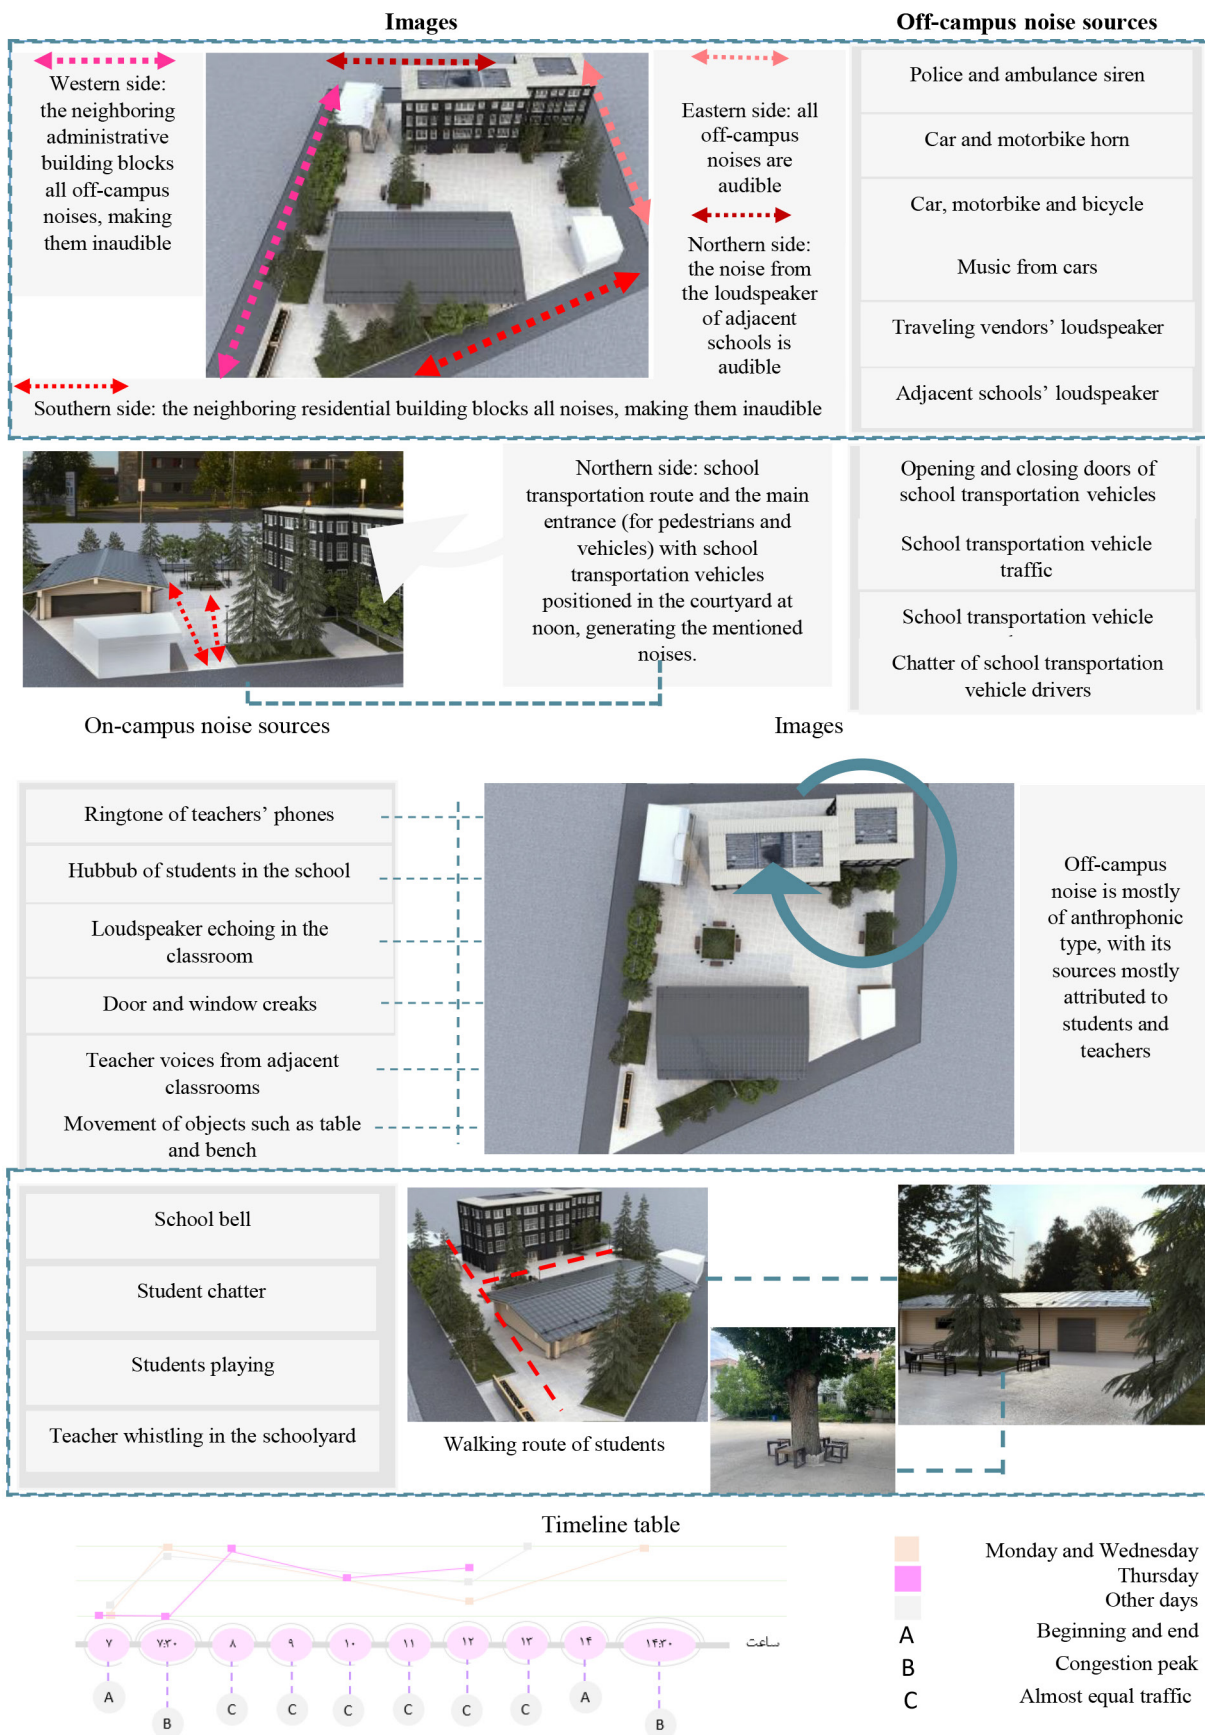 Images
Off-campus noise sources
Western side:
the neighboring
administrative
building blocks
all off-campus
noises, making
them inaudible
Eastern side: all
off-campus
noises are
audible
Northern side:
the noise from
the loudspeaker
of adjacent
schools is
audible
Southern side: the neighboring residential building blocks all noises, making them inaudible
Police and ambulance siren
Car and motorbike horn
Car, motorbike and bicycle
Music from cars
Traveling vendors’ loudspeaker
Adjacent schools’ loudspeaker
Northern side: school
transportation route and the main
entrance (for pedestrians and
vehicles) with school
transportation vehicles
positioned in the courtyard at
noon, generating the mentioned
noises.
Opening and closing doors of
school transportation vehicles
School transportation vehicle
traffic
School transportation vehicle
Chatter of school transportation
vehicle drivers
On-campus noise sources
Images
Ringtone of teachers’ phones
Hubbub of students in the school
Loudspeaker echoing in the
classroom
Door and window creaks
Teacher voices from adjacent
classrooms
Movement of objects such as table
and bench
Off-campus
noise is mostly
of anthrophonic
type, with its
sources mostly
attributed to
students and
teachers
School bell
Student chatter
Students playing
Teacher whistling in the schoolyard
Walking route of students
Timeline table
Monday and Wednesday
Thursday
Other days
A Beginning and end
B Congestion peak
C Almost equal traffic
۷ ۷:۳۰ ۸ ۹ ۱۰ ۱۱ ۱۲ ۱۳ ۱۴ ۱۴:۳۰ ساعت
A B C C C C C C A B